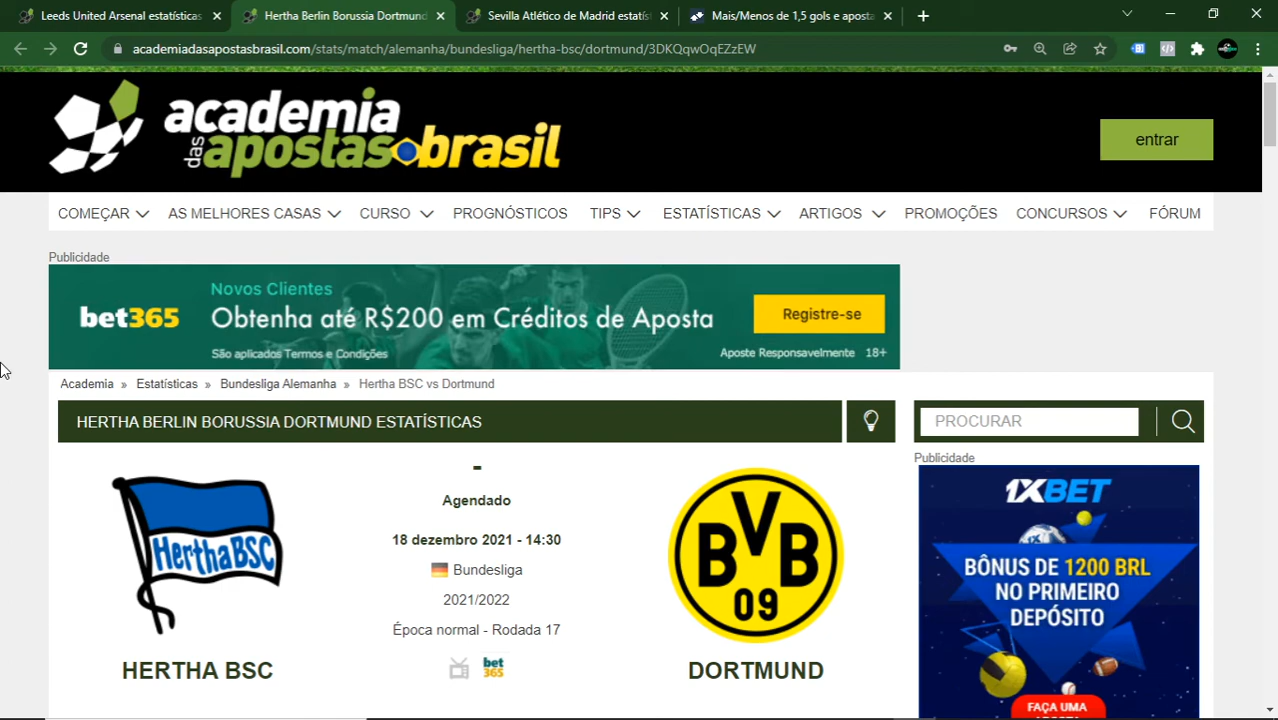 Leeds United Arsenal estatísticas
Hertha Berlin Borussia Dortmund
Sevilla Atlético de Madrid estatís
Mais/Menos de 1,5 gols e aposta
academiadasapostasbrasil.com/stats/match/alemanha/bundesliga/hertha-bsc/dortmund/3DKQqwOqEZzEW
academia
das apostas brasil
entrar
COMEÇAR
AS MELHORES CASAS
CURSO
PROGNÓSTICOS
TIPS
ESTATÍSTICAS
ARTIGOS
PROMOÇÕES
CONCURSOS
FÓRUM
Publicidade
bet365
Novos Clientes
Obtenha até R$200 em Créditos de Aposta
São aplicados Termos e Condições
Registre-se
Aposte Responsavelmente 18+
Academia » Estatísticas » Bundesliga Alemanha » Hertha BSC vs Dortmund
HERTHA BERLIN BORUSSIA DORTMUND ESTATÍSTICAS
PROCURAR
Publicidade
-
Agendado
18 dezembro 2021 - 14:30
Bundesliga
2021/2022
Época normal - Rodada 17
bet365
HerthaBSC
HERTHA BSC
BVB
09
DORTMUND
1XBET
BÔNUS DE 1200 BRL
NO PRIMEIRO
DEPÓSITO
FAÇA UMA